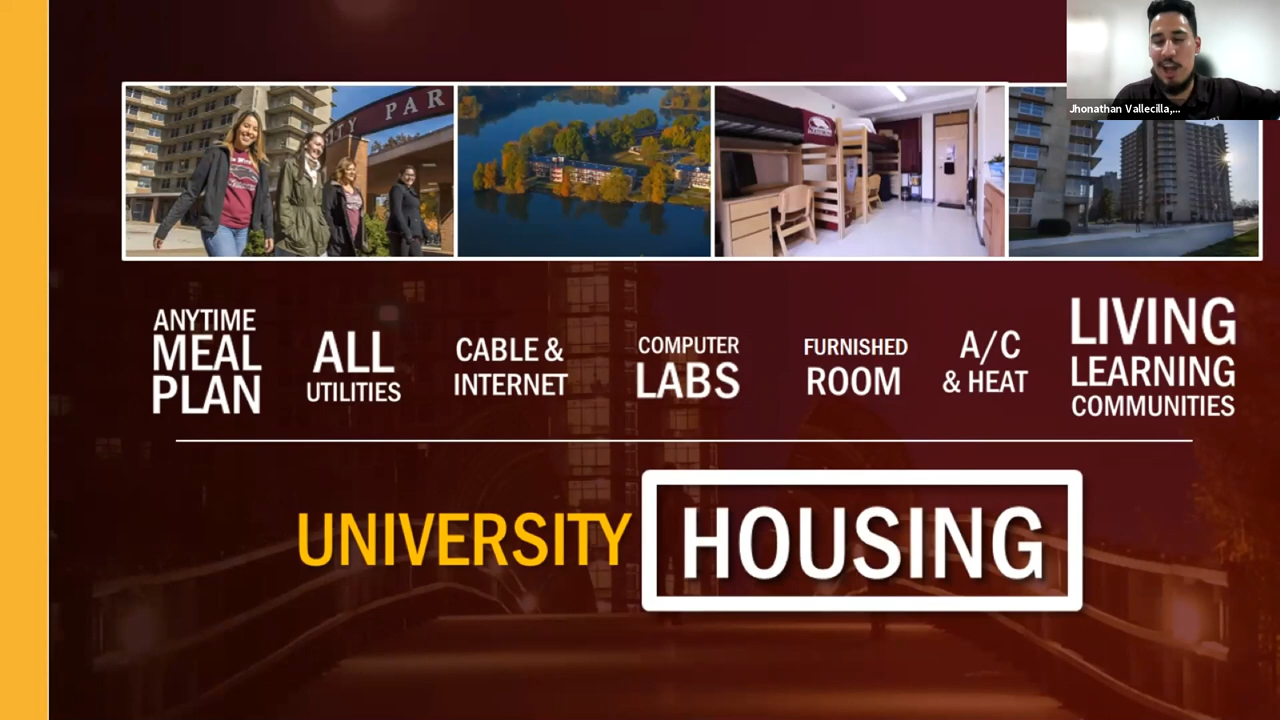 Jhonathan Vallecilla,...
PAR
ANYTIME
MEAL
PLAN
ALL
UTILITIES
CABLE &
INTERNET
COMPUTER
LABS
FURNISHED
ROOM
A/C
& HEAT
LIVING
LEARNING
COMMUNITIES
UNIVERSITY
HOUSING